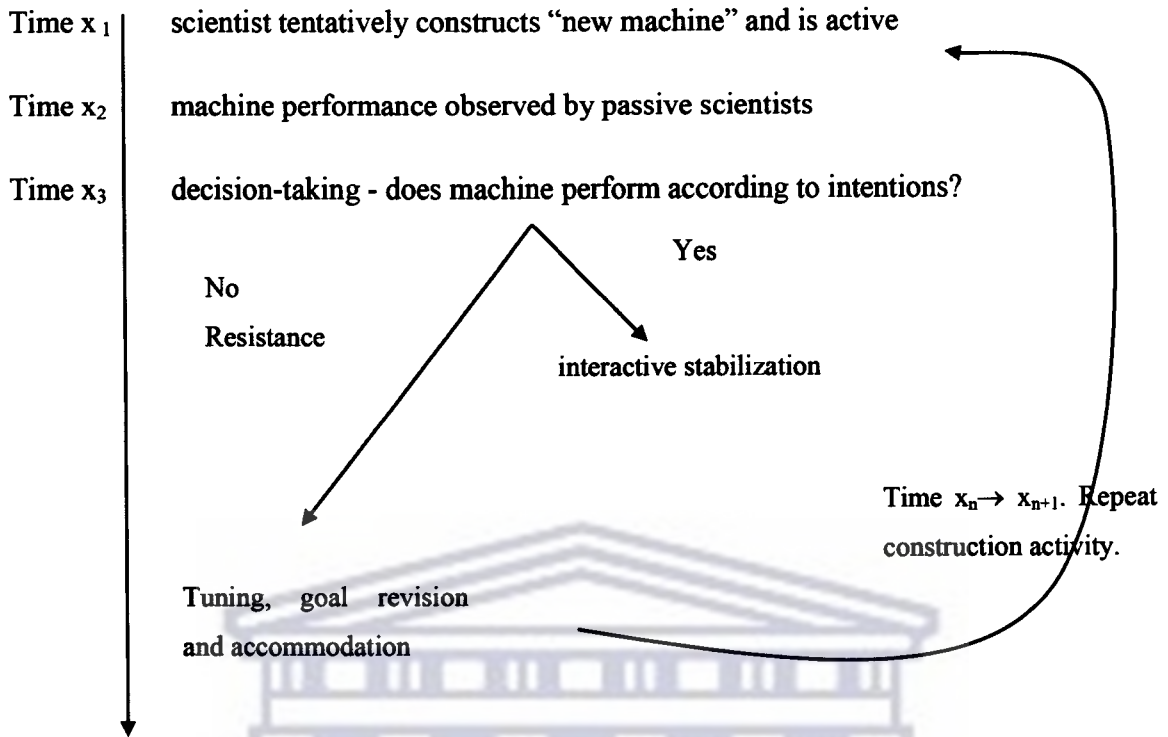 Time x₁ scientist tentatively constructs “new machine” and is active
Time x₂ machine performance observed by passive scientists
Time x₃ decision-taking - does machine perform according to intentions?
Yes
No
Resistance
interactive stabilization
Time xₙ→ xₙ₊₁. Repeat
construction activity.
Tuning, goal revision
and accommodation